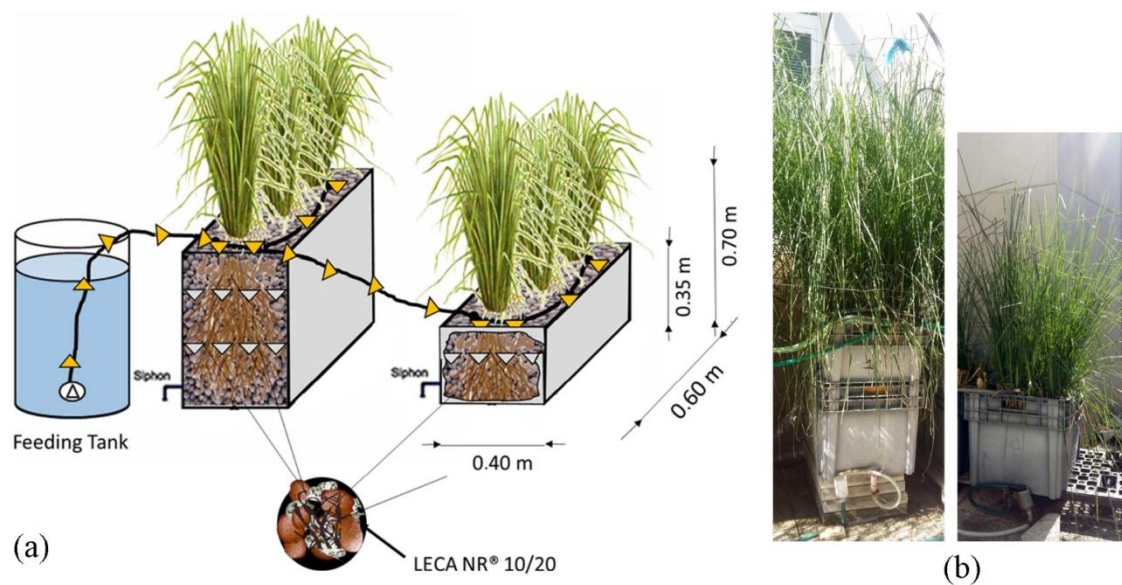 0.70 m
0.35 m
Siphon
Siphon
0.60 m
Feeding Tank
0.40 m
(a)
LECA NR® 10/20
(b)